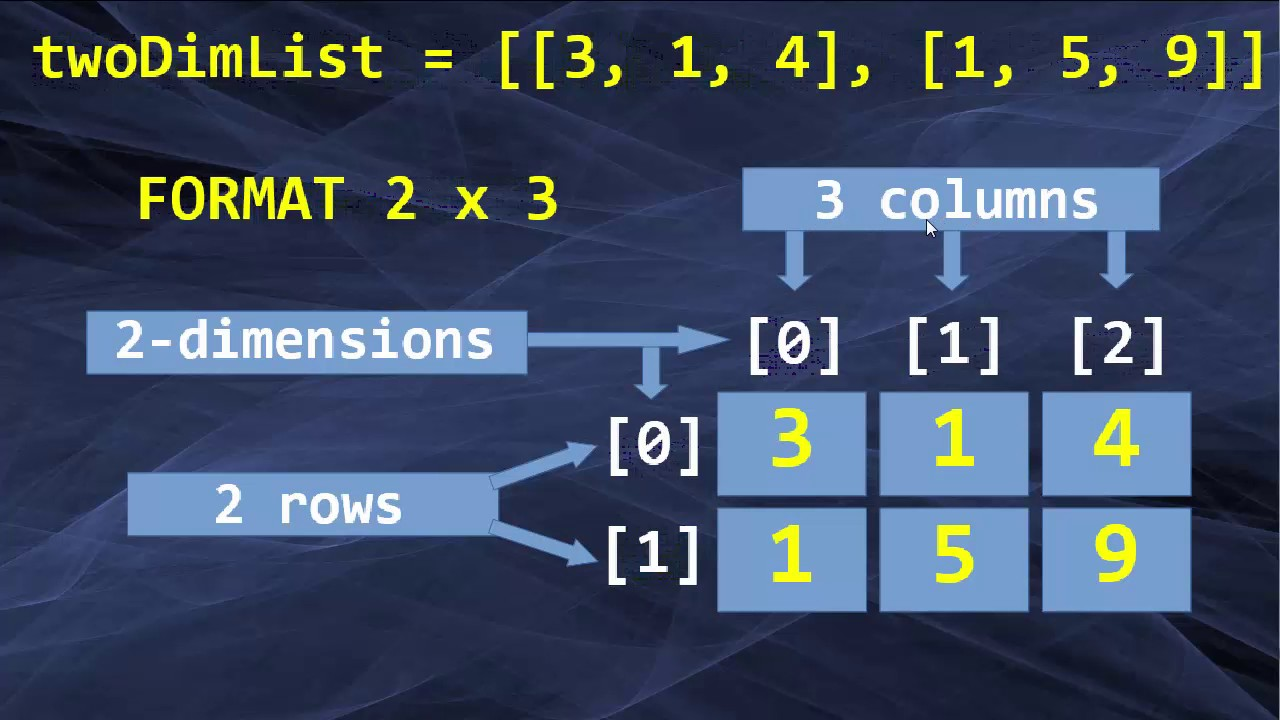 twoDimList = [[3, 1, 4], [1, 5, 9]]
FORMAT 2 x 3
3 columns
2-dimensions
[0] [1] [2]
[0] 3 1 4
2 rows
[1] 1 5 9